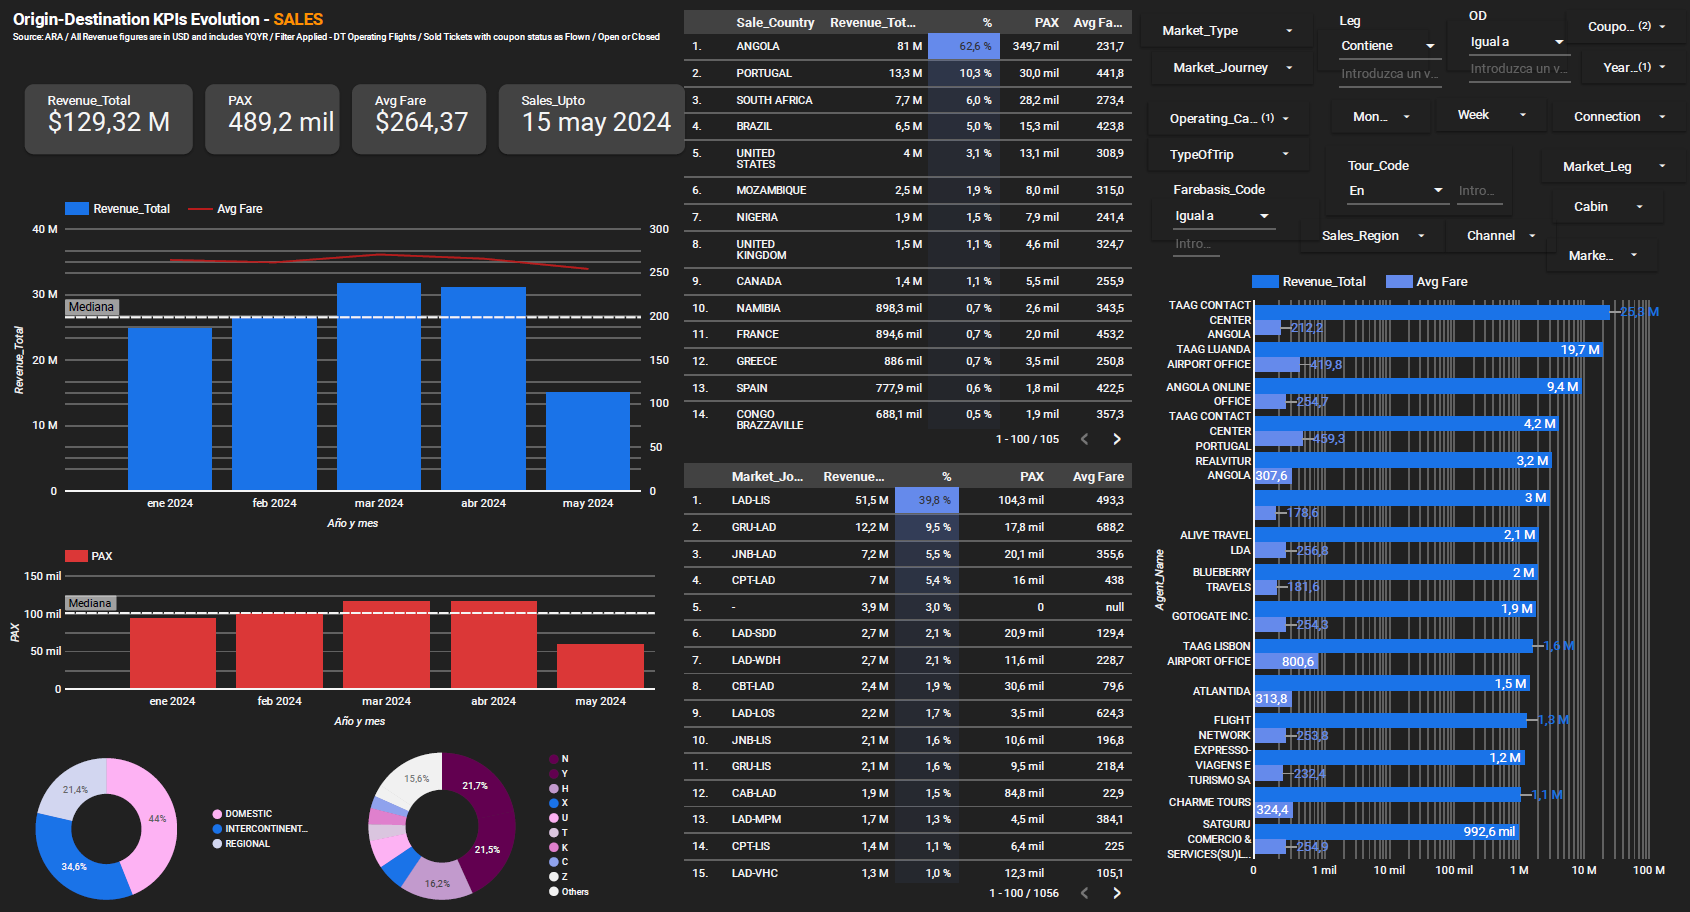 Origin-Destination KPIs Evolution - SALES
Source: ARA / All Revenue figures are in USD and includes YQYR / Filter Applied - DT Operating Flights / Sold Tickets with coupon status as Flown / Open or Closed
Revenue_Total
$129,32 M
PAX
489,2 mil
Avg Fare
$264,37
Sales_Upto
15 may 2024
Revenue_Total Avg Fare
40 M
30 M
20 M
10 M
0
300
250
200
150
100
50
0
Mediana
Revenue_Total
ene 2024 feb 2024 mar 2024 abr 2024 may 2024
Año y mes
PAX
150 mil
100 mil
50 mil
0
Mediana
PAX
ene 2024 feb 2024 mar 2024 abr 2024 may 2024
Año y mes
21,4%
44%
34,6%
DOMESTIC
INTERCONTINENT...
REGIONAL
15,6%
21,7%
21,5%
16,2%
N
Y
H
X
U
T
K
C
Z
Others
Sale_Country Revenue_Tot... % PAX Avg Fa...
1. ANGOLA 81 M 62,6 % 349,7 mil 231,7
2. PORTUGAL 13,3 M 10,3 % 30,0 mil 441,8
3. SOUTH AFRICA 7,7 M 6,0 % 28,2 mil 273,4
4. BRAZIL 6,5 M 5,0 % 15,3 mil 423,8
5. UNITED STATES 4 M 3,1 % 13,1 mil 308,9
6. MOZAMBIQUE 2,5 M 1,9 % 8,0 mil 315,0
7. NIGERIA 1,9 M 1,5 % 7,9 mil 241,4
8. UNITED KINGDOM 1,5 M 1,1 % 4,6 mil 324,7
9. CANADA 1,4 M 1,1 % 5,5 mil 255,9
10. NAMIBIA 898,3 mil 0,7 % 2,6 mil 343,5
11. FRANCE 894,6 mil 0,7 % 2,0 mil 453,2
12. GREECE 886 mil 0,7 % 3,5 mil 250,8
13. SPAIN 777,9 mil 0,6 % 1,8 mil 422,5
14. CONGO BRAZZAVILLE 688,1 mil 0,5 % 1,9 mil 357,3
1 - 100 / 105
Market_Jo... Revenue... % PAX Avg Fare
1. LAD-LIS 51,5 M 39,8 % 104,3 mil 493,3
2. GRU-LAD 12,2 M 9,5 % 17,8 mil 688,2
3. JNB-LAD 7,2 M 5,5 % 20,1 mil 355,6
4. CPT-LAD 7 M 5,4 % 16 mil 438
5. - 3,9 M 3,0 % 0 null
6. LAD-SDD 2,7 M 2,1 % 20,9 mil 129,4
7. LAD-WDH 2,7 M 2,1 % 11,6 mil 228,7
8. CBT-LAD 2,4 M 1,9 % 30,6 mil 79,6
9. LAD-LOS 2,2 M 1,7 % 3,5 mil 624,3
10. JNB-LIS 2,1 M 1,6 % 10,6 mil 196,8
11. GRU-LIS 2,1 M 1,6 % 9,5 mil 218,4
12. CAB-LAD 1,9 M 1,5 % 84,8 mil 22,9
13. LAD-MPM 1,7 M 1,3 % 4,5 mil 384,1
14. CPT-LIS 1,4 M 1,1 % 6,4 mil 225
15. LAD-VHC 1,3 M 1,0 % 12,3 mil 105,1
1 - 100 / 1056
Market_Type
Leg
Contiene
Introduzca un v...
OD
Igual a
Introduzca un v...
Coupo... (2)
Market_Journey
Year...(1)
Operating_Ca... (1)
Mon...
Week
Connection
TypeOfTrip
Tour_Code
En
Intro...
Market_Leg
Farebasis_Code
Igual a
Intro...
Cabin
Sales_Region
Channel
Marke...
Revenue_Total Avg Fare
Agent_Name
TAAG CONTACT CENTER ANGOLA 25,3 M 212,2
TAAG LUANDA AIRPORT OFFICE 19,7 M 419,8
ANGOLA ONLINE OFFICE 9,4 M 254,7
TAAG CONTACT CENTER PORTUGAL 4,2 M 459,3
REALVITUR ANGOLA 3,2 M 307,6
3 M 178,6
ALIVE TRAVEL LDA 2,1 M 256,8
BLUEBERRY TRAVELS 2 M 181,6
GOTOGATE INC. 1,9 M 254,3
TAAG LISBON AIRPORT OFFICE 1,6 M 800,6
ATLANTIDA 1,5 M 313,8
FLIGHT NETWORK 1,3 M 253,8
EXPRESSO-VIAGENS E TURISMO SA 1,2 M 232,4
CHARME TOURS 1,1 M 324,4
SATGURU COMERCIO & SERVICES(SU)L... 992,6 mil 254,9
0 1 mil 10 mil 100 mil 1 M 10 M 100 M